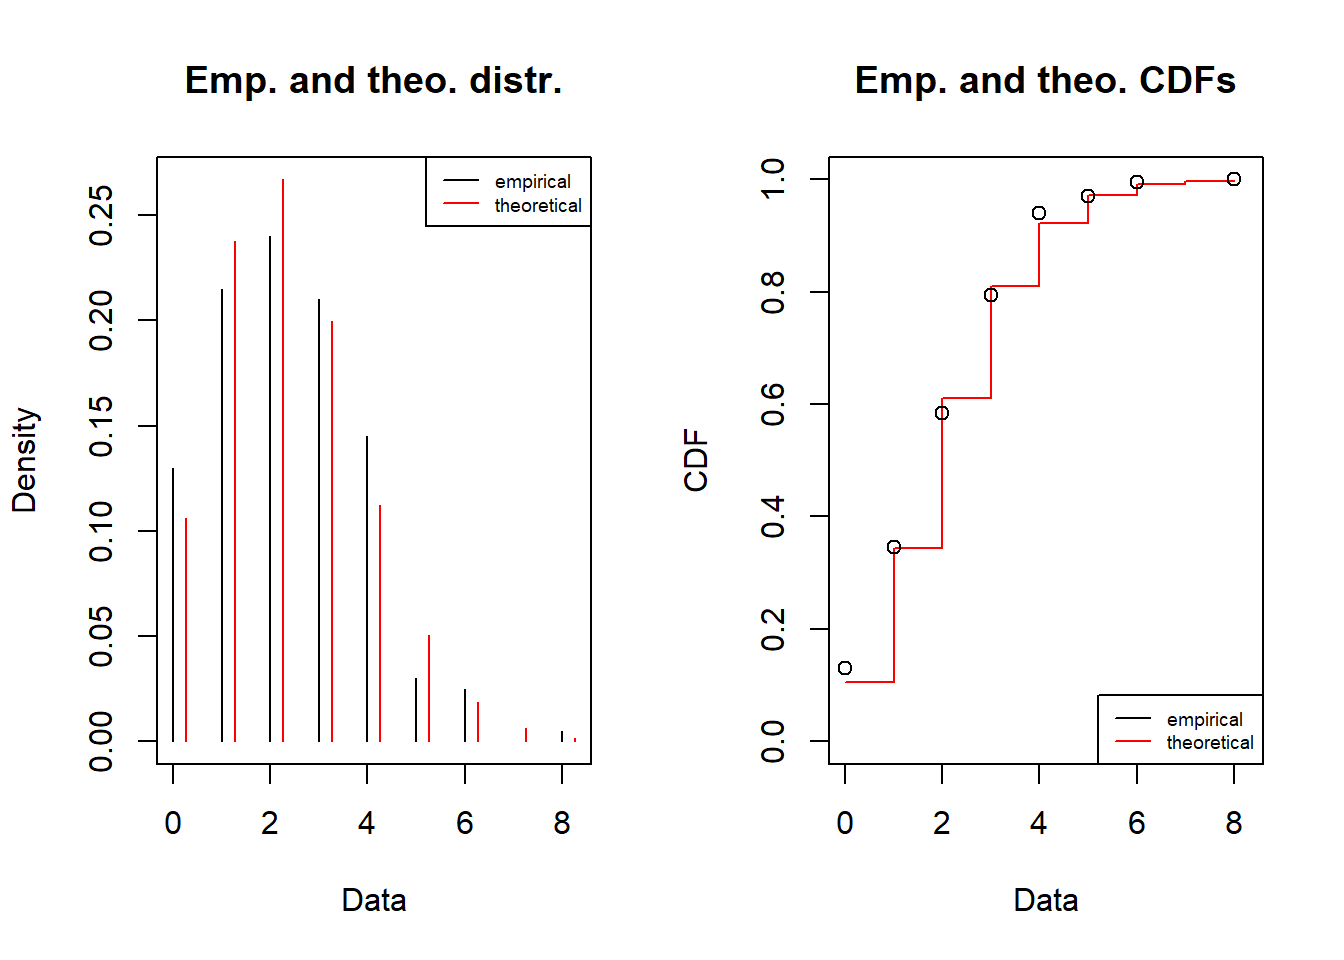 Emp. and theo. distr.
empirical
theoretical
Density
0.00
0.05
0.10
0.15
0.20
0.25
0 2 4 6 8
Data
Emp. and theo. CDFs
CDF
0.0
0.2
0.4
0.6
0.8
1.0
empirical
theoretical
0 2 4 6 8
Data